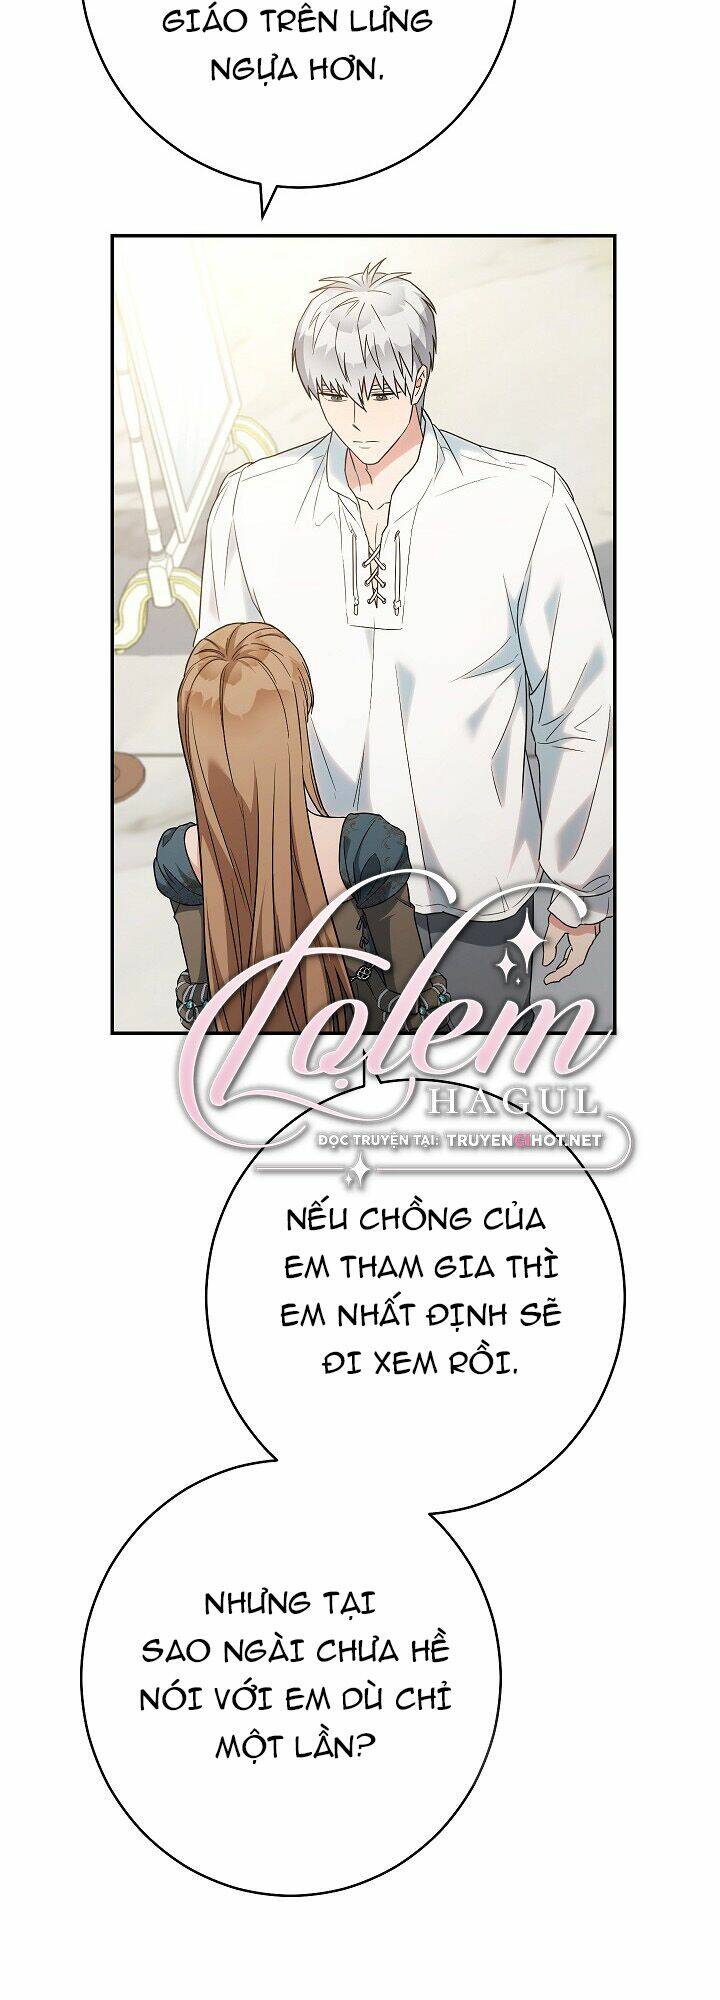 GIÁO TRÊN LƯNG
NGỰA HƠN.
Lọlem
HAGUL
ĐỌC TRUYỆN TẠI: TRUYENGIHOT.NET
NẾU CHỒNG CỦA
EM THAM GIA THÌ
EM NHẤT ĐỊNH SẼ
ĐI XEM RỒI.
NHƯNG TẠI
SAO NGÀI CHƯA HỀ
NÓI VỚI EM DÙ CHỈ
MỘT LẦN?